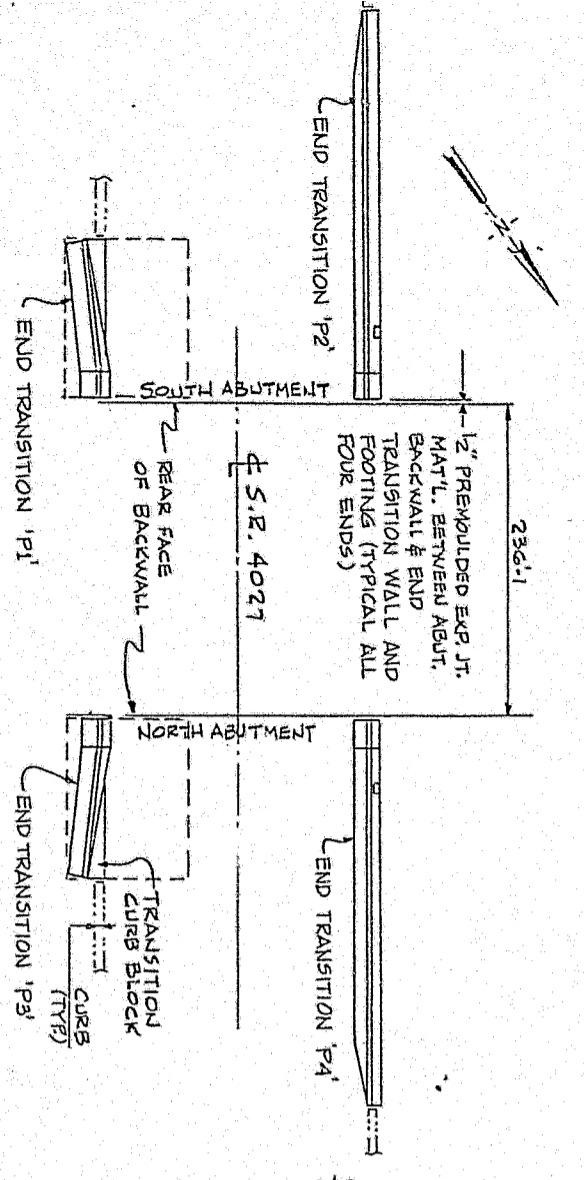 END TRANSITION 'P2'
N
END TRANSITION 'P1'
SOUTH ABUTMENT
REAR FACE
OF BACKWALL
℄ S.R. 4027
1/2" PREMOULDED EXP. JT.
MAT'L. BETWEEN ABUT.
BACKWALL & END
TRANSITION WALL AND
FOOTING (TYPICAL ALL
FOUR ENDS)
236'-1
NORTH ABUTMENT
END TRANSITION 'P3'
TRANSITION
CURB BLOCK
CURB
(TYP.)
END TRANSITION 'P4'